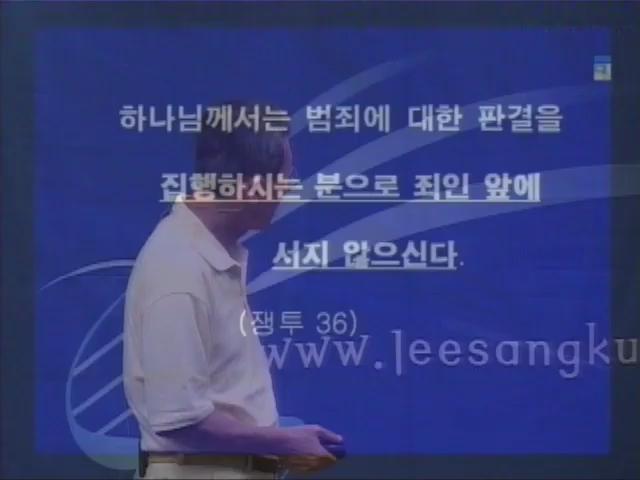 하나님께서는 범죄에 대한 판결을
집행하시는 분으로 죄인 앞에
서지 않으신다.
(쟁투 36)
www.leesangku